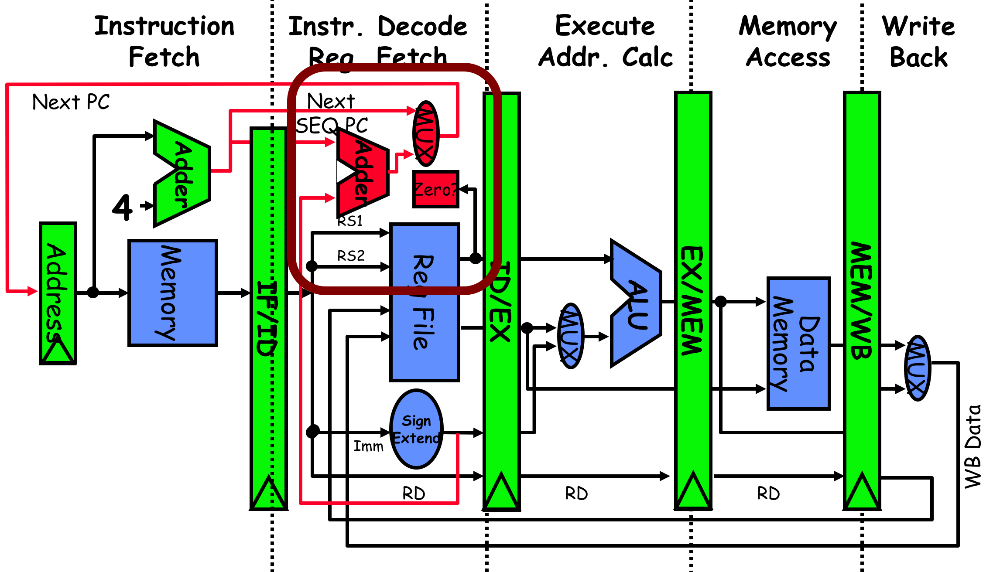 Instruction
Fetch
Instr. Decode
Reg. Fetch
Execute
Addr. Calc
Memory
Access
Write
Back
Next PC
Next
SEQ PC
MUX
Adder
Adder
Zero?
4
RS1
Address
Memory
IF/ID
RS2
Reg File
ID/EX
MUX
ALU
EX/MEM
Data
Memory
MEM/WB
MUX
Sign
Extend
Imm
WB Data
RD
RD
RD